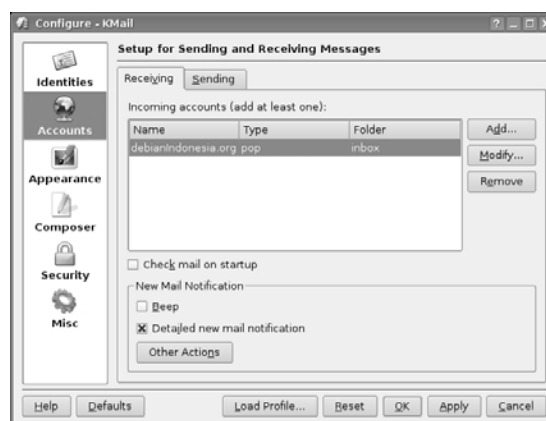 Configure - KMail
Setup for Sending and Receiving Messages
Identities
Accounts
Appearance
Composer
Security
Misc
Receiving Sending
Incoming accounts (add at least one):
Name Type Folder
debianIndonesia.org pop inbox
Add...
Modify...
Remove
Check mail on startup
New Mail Notification
Beep
Detailed new mail notification
Other Actions
Help Defaults Load Profile... Reset OK Apply Cancel